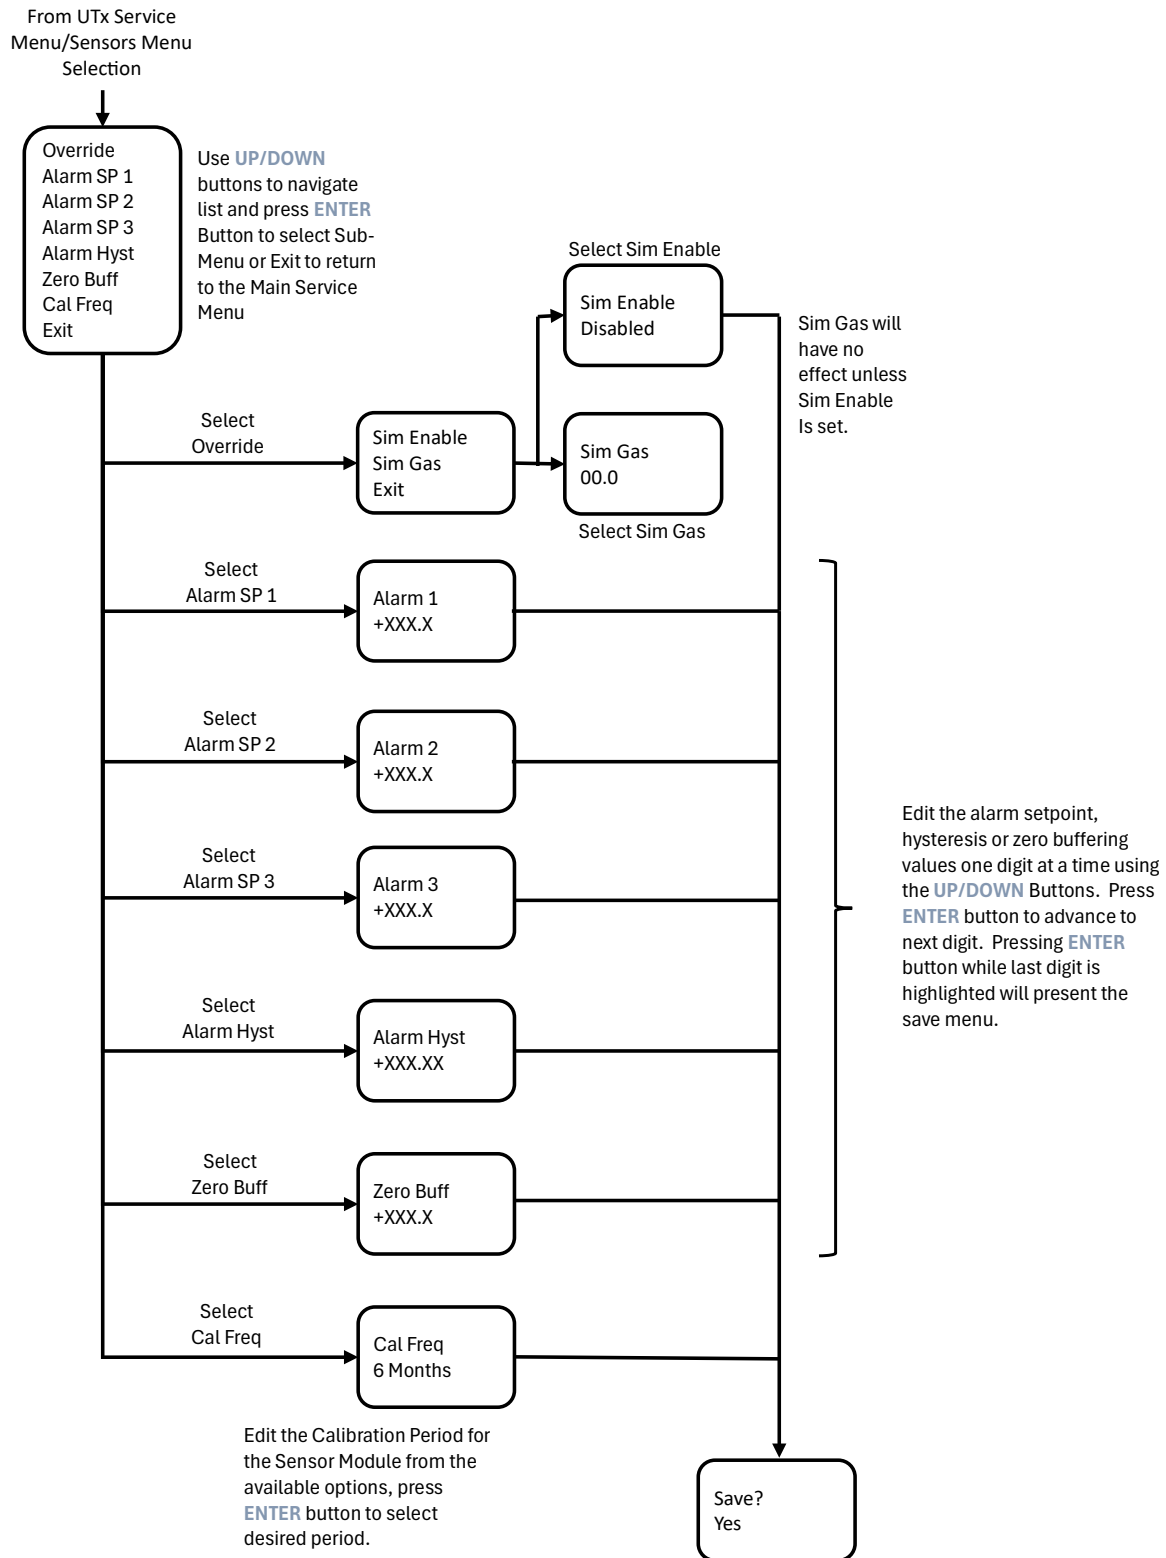 From UTx Service
Menu/Sensors Menu
Selection
Override
Alarm SP 1
Alarm SP 2
Alarm SP 3
Alarm Hyst
Zero Buff
Cal Freq
Exit
Use UP/DOWN
buttons to navigate
list and press ENTER
Button to select Sub-
Menu or Exit to return
to the Main Service
Menu
Select Sim Enable
Sim Enable
Disabled
Sim Gas will
have no
effect unless
Sim Enable
Is set.
Select
Override
Sim Enable
Sim Gas
Exit
Sim Gas
00.0
Select Sim Gas
Select
Alarm SP 1
Alarm 1
+XXX.X
Select
Alarm SP 2
Alarm 2
+XXX.X
Select
Alarm SP 3
Alarm 3
+XXX.X
Edit the alarm setpoint,
hysteresis or zero buffering
values one digit at a time using
the UP/DOWN Buttons.  Press
ENTER button to advance to
next digit.  Pressing ENTER
button while last digit is
highlighted will present the
save menu.
Select
Alarm Hyst
Alarm Hyst
+XXX.XX
Select
Zero Buff
Zero Buff
+XXX.X
Select
Cal Freq
Cal Freq
6 Months
Edit the Calibration Period for
the Sensor Module from the
available options, press
ENTER button to select
desired period.
Save?
Yes